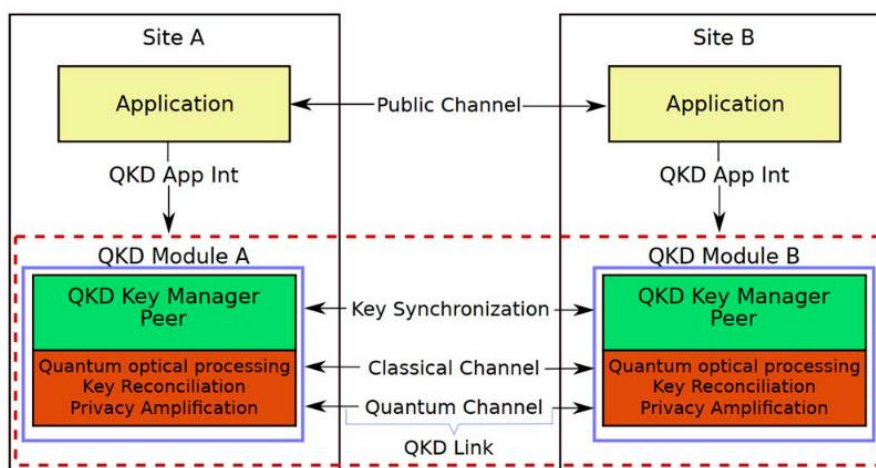 Site A
Site B
Application
Public Channel
Application
QKD App Int
QKD App Int
QKD Module A
QKD Module B
QKD Key Manager
Peer
Key Synchronization
QKD Key Manager
Peer
Quantum optical processing
Key Reconciliation
Privacy Amplification
Classical Channel
Quantum Channel
Quantum optical processing
Key Reconciliation
Privacy Amplification
QKD Link